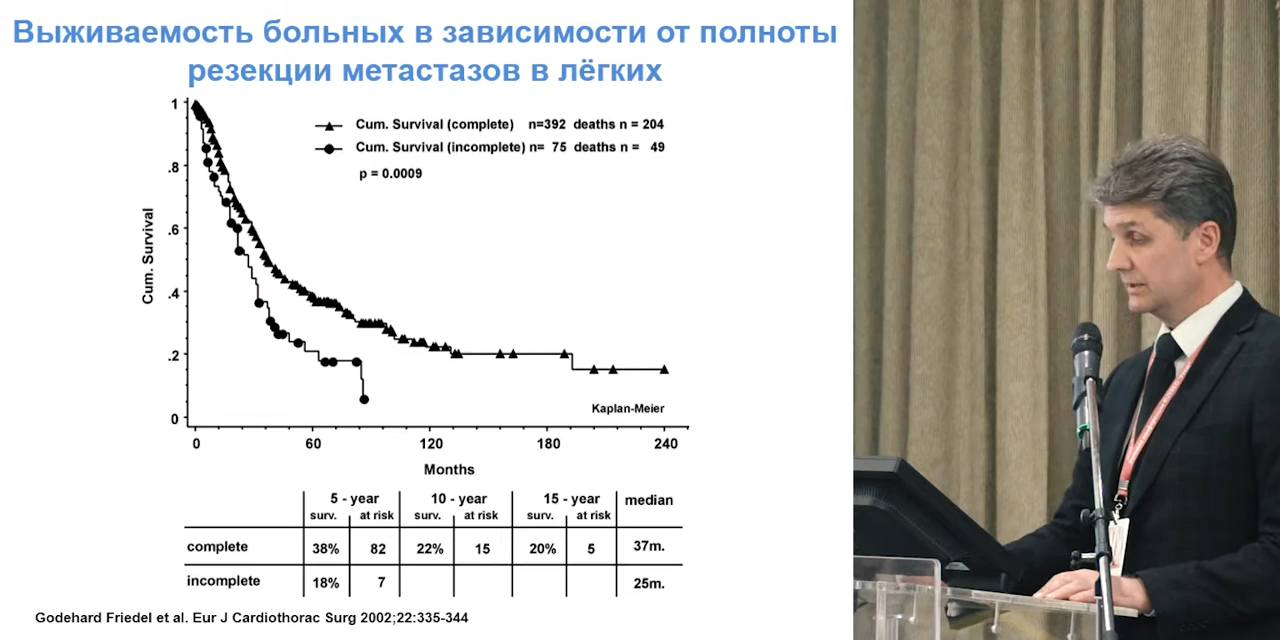 Выживаемость больных в зависимости от полноты
резекции метастазов в лёгких
1
.8
.6
.4
.2
0
Cum. Survival
Cum. Survival (complete) n=392 deaths n = 204
Cum. Survival (incomplete) n= 75 deaths n = 49
p = 0.0009
Kaplan-Meier
0 60 120 180 240
Months
5 - year 10 - year 15 - year median
surv. at risk surv. at risk surv. at risk
complete 38% 82 22% 15 20% 5 37m.
incomplete 18% 7 25m.
Godehard Friedel et al. Eur J Cardiothorac Surg 2002;22:335-344